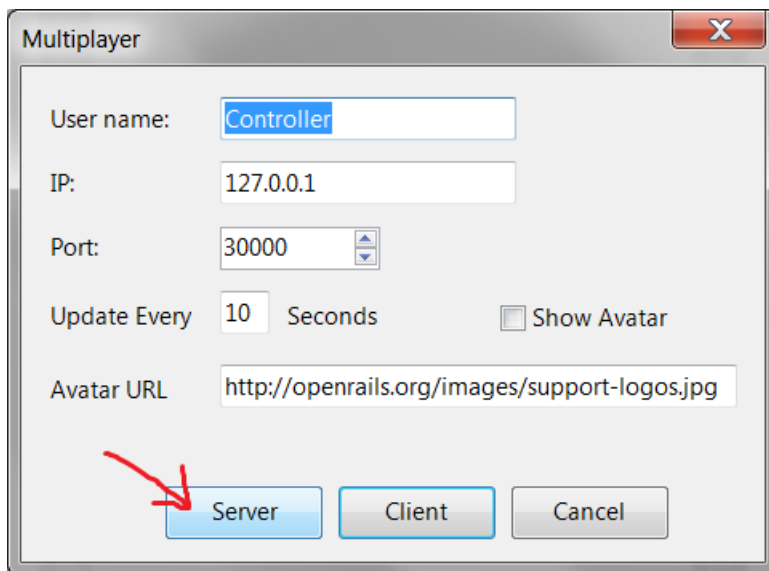 Multiplayer
X
User name: Controller
IP: 127.0.0.1
Port: 30000
Update Every 10 Seconds Show Avatar
Avatar URL http://openrails.org/images/support-logos.jpg
Server Client Cancel